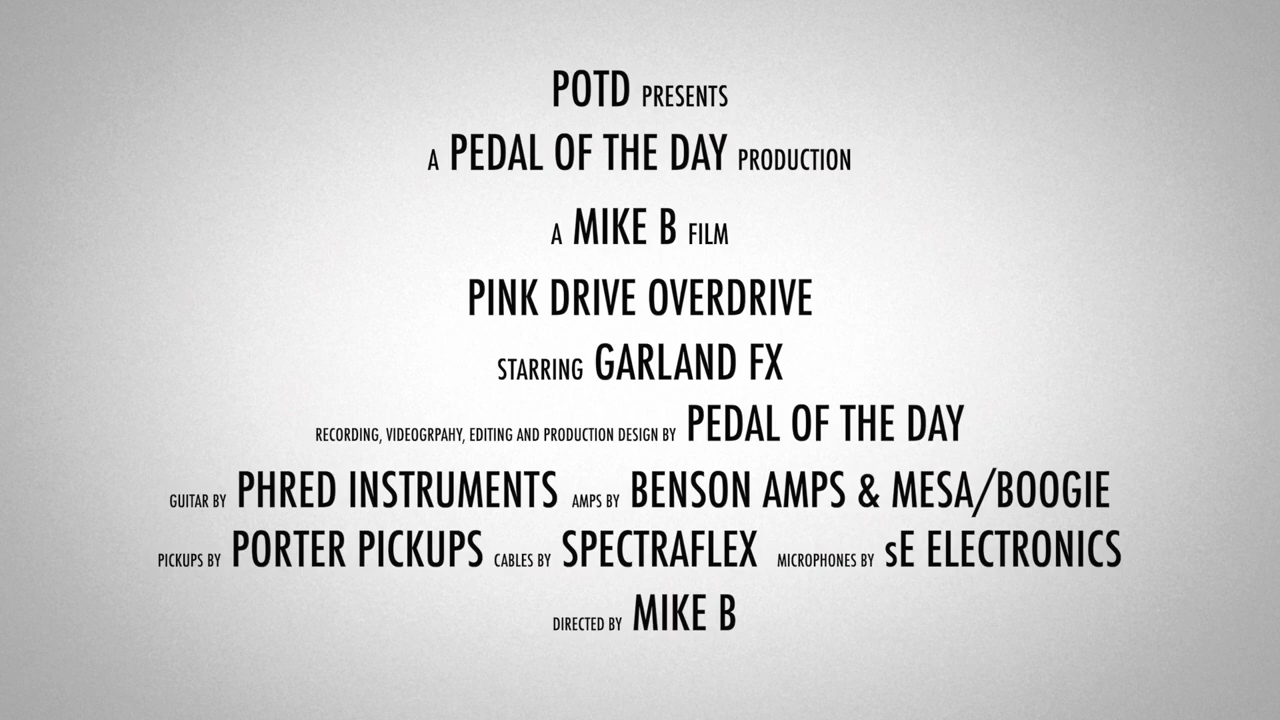 POTD PRESENTS
A PEDAL OF THE DAY PRODUCTION
A MIKE B FILM
PINK DRIVE OVERDRIVE
STARRING GARLAND FX
RECORDING, VIDEOGRPAHY, EDITING AND PRODUCTION DESIGN BY PEDAL OF THE DAY
GUITAR BY PHRED INSTRUMENTS AMPS BY BENSON AMPS & MESA/BOOGIE
PICKUPS BY PORTER PICKUPS CABLES BY SPECTRAFLEX MICROPHONES BY sE ELECTRONICS
DIRECTED BY MIKE B